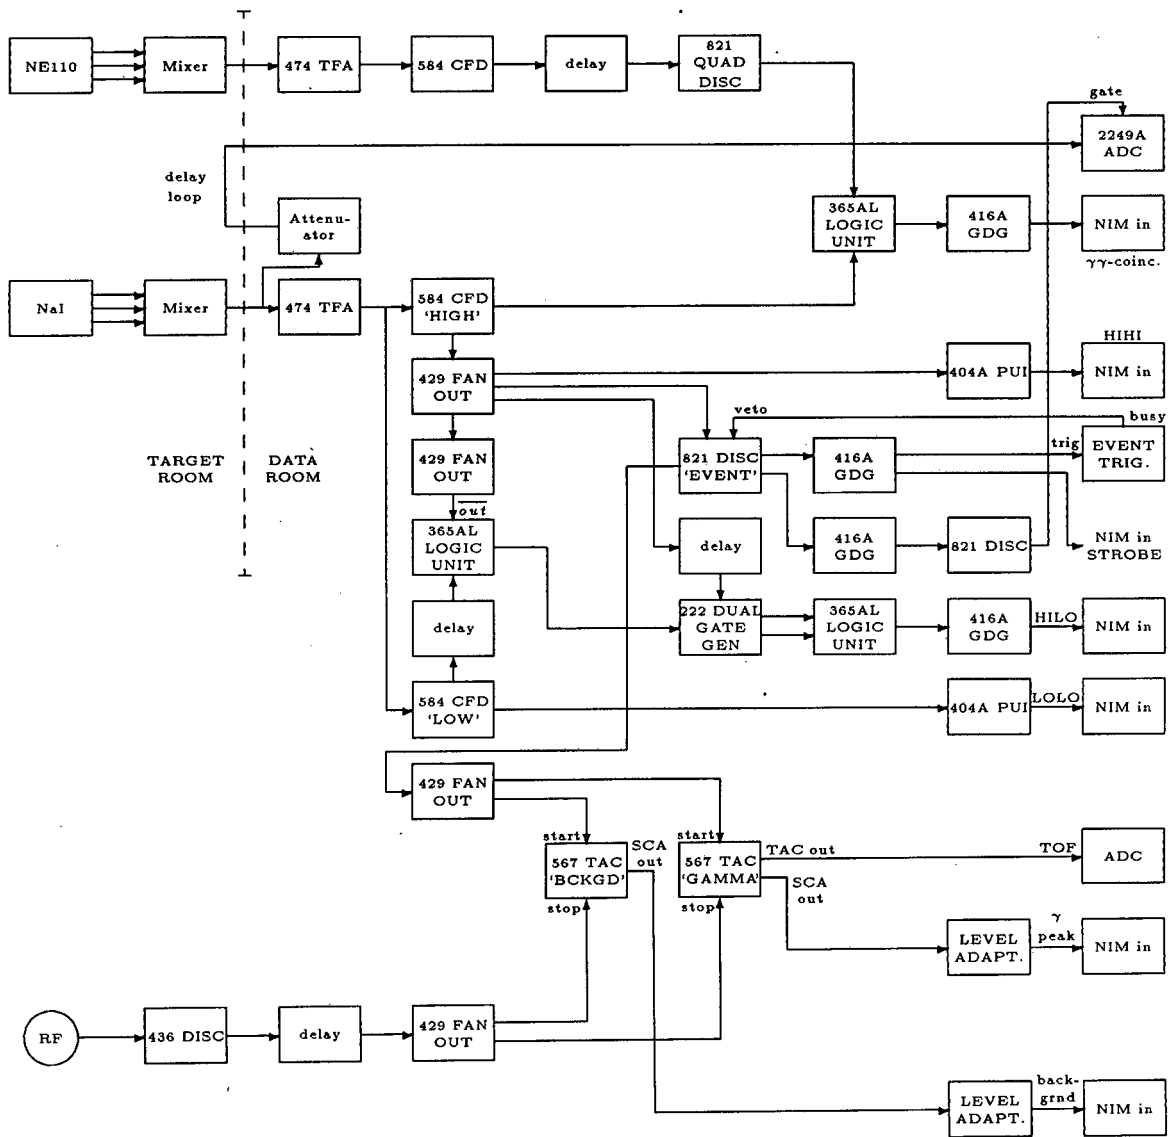 NE110
Mixer
474 TFA
584 CFD
delay
821
QUAD
DISC
gate
2249A
ADC
delay
loop
Attenu-
ator
365AL
LOGIC
UNIT
416A
GDG
NIM in
γγ-coinc.
NaI
Mixer
474 TFA
584 CFD
'HIGH'
HIHI
429 FAN
OUT
404A PUI
NIM in
veto
busy
TARGET
ROOM
DATA
ROOM
429 FAN
OUT
821 DISC
'EVENT'
416A
GDG
trig
EVENT
TRIG.
out
365AL
LOGIC
UNIT
delay
416A
GDG
821 DISC
NIM in
STROBE
delay
222 DUAL
GATE
GEN
365AL
LOGIC
UNIT
416A
GDG
HILO
NIM in
584 CFD
'LOW'
404A PUI
LOLO
NIM in
429 FAN
OUT
start
567 TAC
'BCKGD'
stop
SCA
out
start
567 TAC
'GAMMA'
stop
TAC out
SCA
out
TOF
ADC
LEVEL
ADAPT.
γ
peak
NIM in
RF
436 DISC
delay
429 FAN
OUT
LEVEL
ADAPT.
back-
grnd
NIM in